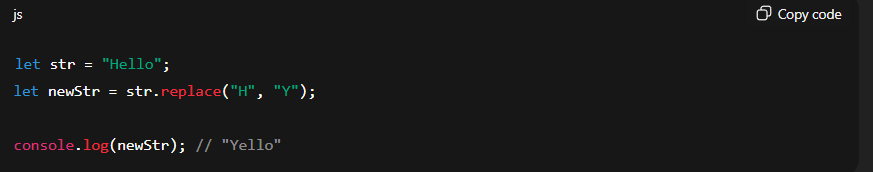 js
Copy code
let str = "Hello";
let newStr = str.replace("H", "Y");
console.log(newStr); // "Yello"